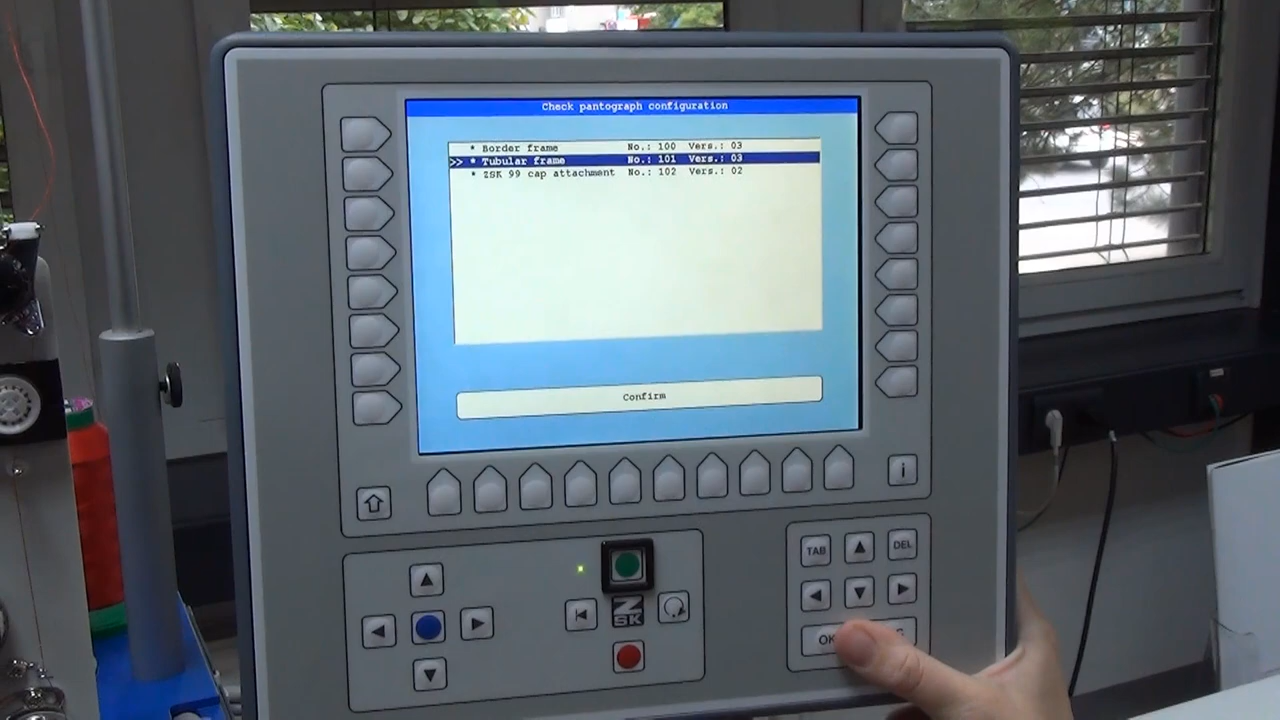 Check pantograph configuration
* Border frame No.: 100 Vers.: 03
>> * Tubular frame No.: 101 Vers.: 03
* ZSK 99 cap attachment No.: 102 Vers.: 02
Confirm
i
TAB
DEL
ZSK
OK